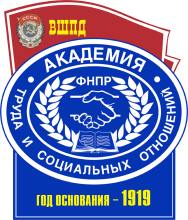 СССР
ВШПД
АКАДЕМИЯ
ФНПР
ТРУДА И СОЦИАЛЬНЫХ ОТНОШЕНИЙ
ГОД ОСНОВАНИЯ – 1919